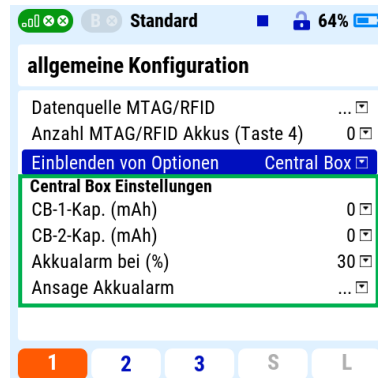 B Standard 64%
allgemeine Konfiguration
Datenquelle MTAG/RFID ...
Anzahl MTAG/RFID Akkus (Taste 4) 0
Einblenden von Optionen Central Box
Central Box Einstellungen
CB-1-Kap. (mAh) 0
CB-2-Kap. (mAh) 0
Akkualarm bei (%) 30
Ansage Akkualarm ...
1 2 3 S L